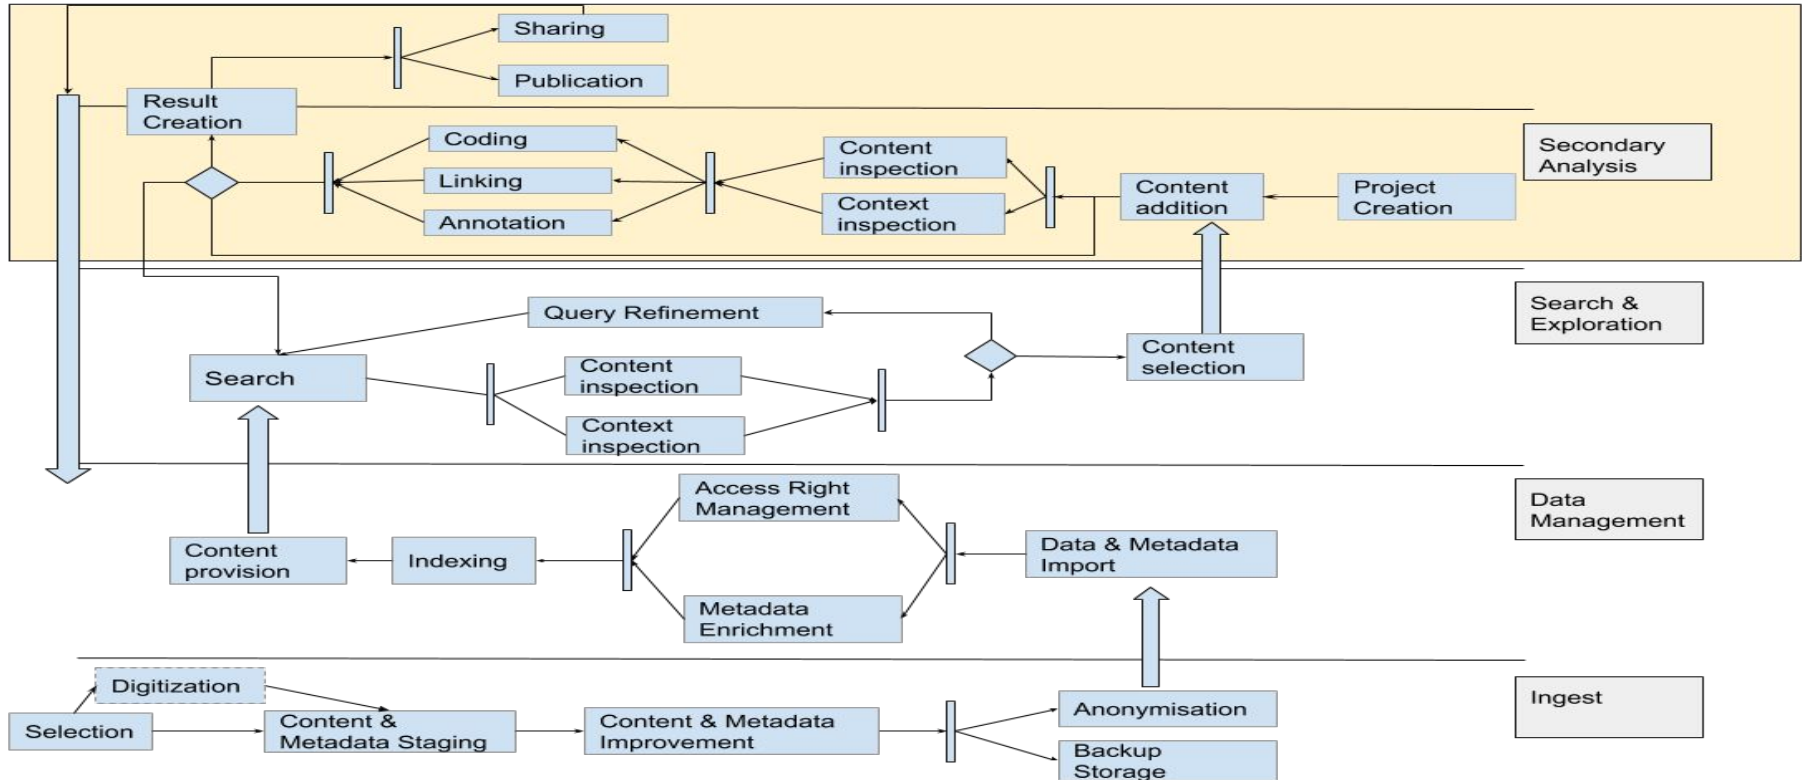 Sharing
Publication
Result
Creation
Coding
Linking
Annotation
Content
inspection
Context
inspection
Content
addition
Project
Creation
Secondary
Analysis
Query Refinement
Search
Content
inspection
Context
inspection
Content
selection
Search &
Exploration
Access Right
Management
Content
provision
Indexing
Metadata
Enrichment
Data & Metadata
Import
Data
Management
Digitization
Selection
Content &
Metadata Staging
Content & Metadata
Improvement
Anonymisation
Backup
Storage
Ingest